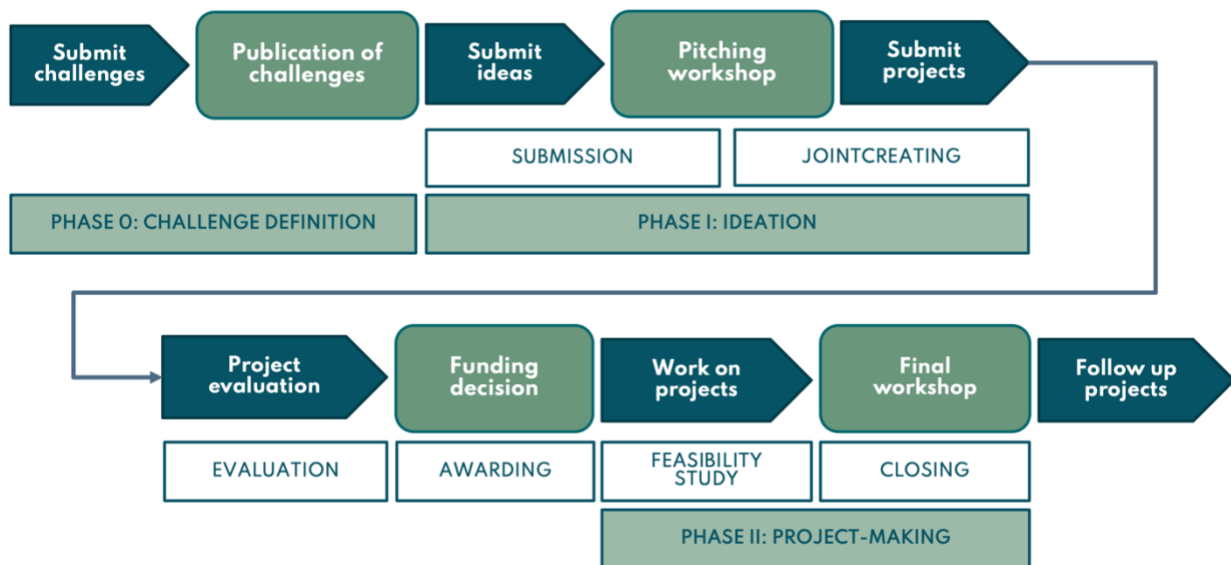 Submit
challenges
Publication of
challenges
Submit
ideas
Pitching
workshop
Submit
projects
SUBMISSION
JOINTCREATING
PHASE 0: CHALLENGE DEFINITION
PHASE I: IDEATION
Project
evaluation
Funding
decision
Work on
projects
Final
workshop
Follow up
projects
EVALUATION
AWARDING
FEASIBILITY
STUDY
CLOSING
PHASE II: PROJECT-MAKING